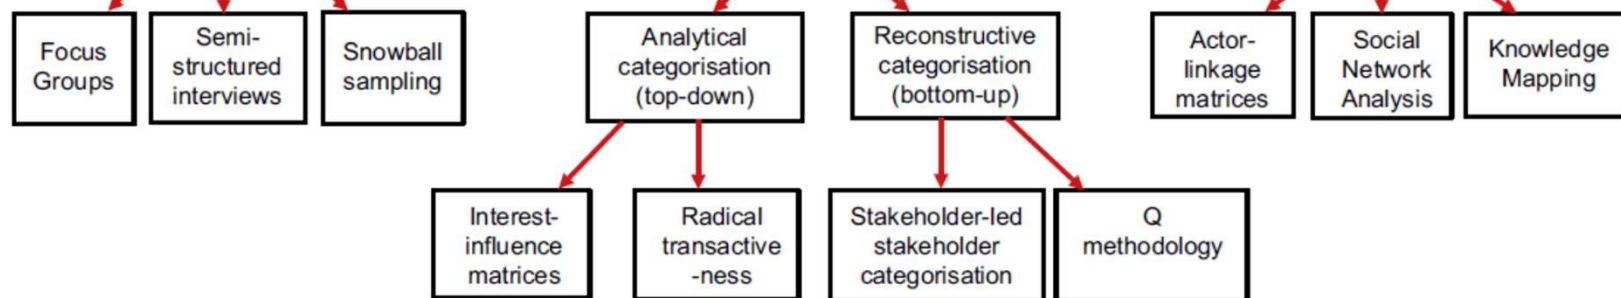 Focus
Groups
Semi-
structured
interviews
Snowball
sampling
Analytical
categorisation
(top-down)
Reconstructive
categorisation
(bottom-up)
Actor-
linkage
matrices
Social
Network
Analysis
Knowledge
Mapping
Interest-
influence
matrices
Radical
transactive
-ness
Stakeholder-led
stakeholder
categorisation
Q
methodology